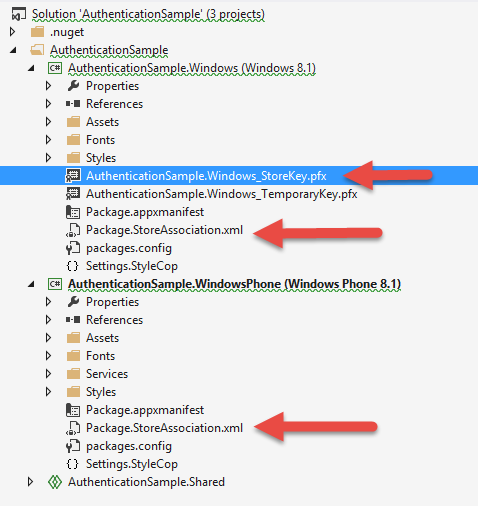 Solution 'AuthenticationSample' (3 projects)
.nuget
AuthenticationSample
C# AuthenticationSample.Windows (Windows 8.1)
Properties
References
Assets
Fonts
Styles
AuthenticationSample.Windows_StoreKey.pfx
AuthenticationSample.Windows_TemporaryKey.pfx
Package.appxmanifest
Package.StoreAssociation.xml
packages.config
{} Settings.StyleCop
C# AuthenticationSample.WindowsPhone (Windows Phone 8.1)
Properties
References
Assets
Fonts
Services
Styles
Package.appxmanifest
Package.StoreAssociation.xml
packages.config
{} Settings.StyleCop
AuthenticationSample.Shared